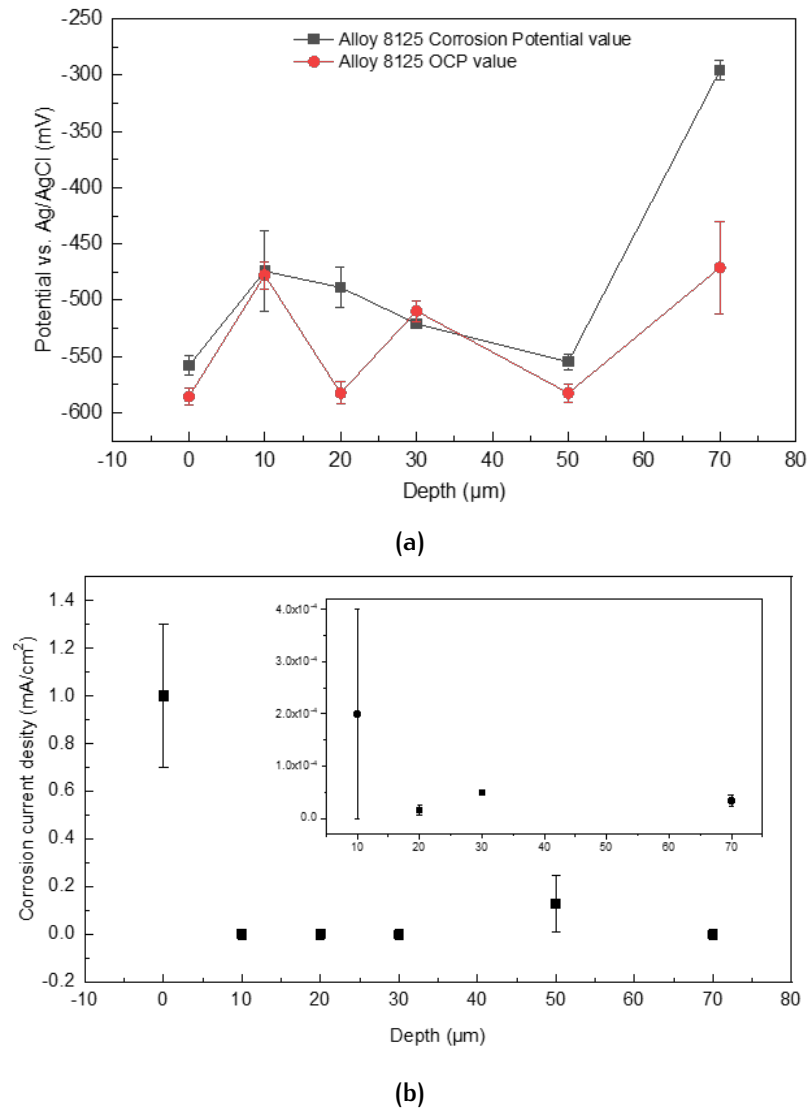 -250
-300
-350
-400
-450
-500
-550
-600
Potential vs. Ag/AgCl (mV)
Alloy 8125 Corrosion Potential value
Alloy 8125 OCP value
-10 0 10 20 30 40 50 60 70 80
Depth (µm)
(a)
1.4
1.2
1.0
0.8
0.6
0.4
0.2
0.0
-0.2
Corrosion current desity (mA/cm²)
4.0x10⁻⁴
3.0x10⁻⁴
2.0x10⁻⁴
1.0x10⁻⁴
0.0
10 20 30 40 50 60 70
-10 0 10 20 30 40 50 60 70 80
Depth (µm)
(b)